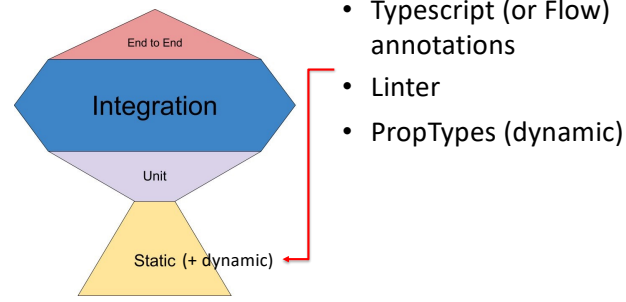 End to End
Integration
Unit
Static (+ dynamic)
• Typescript (or Flow)
annotations
• Linter
• PropTypes (dynamic)